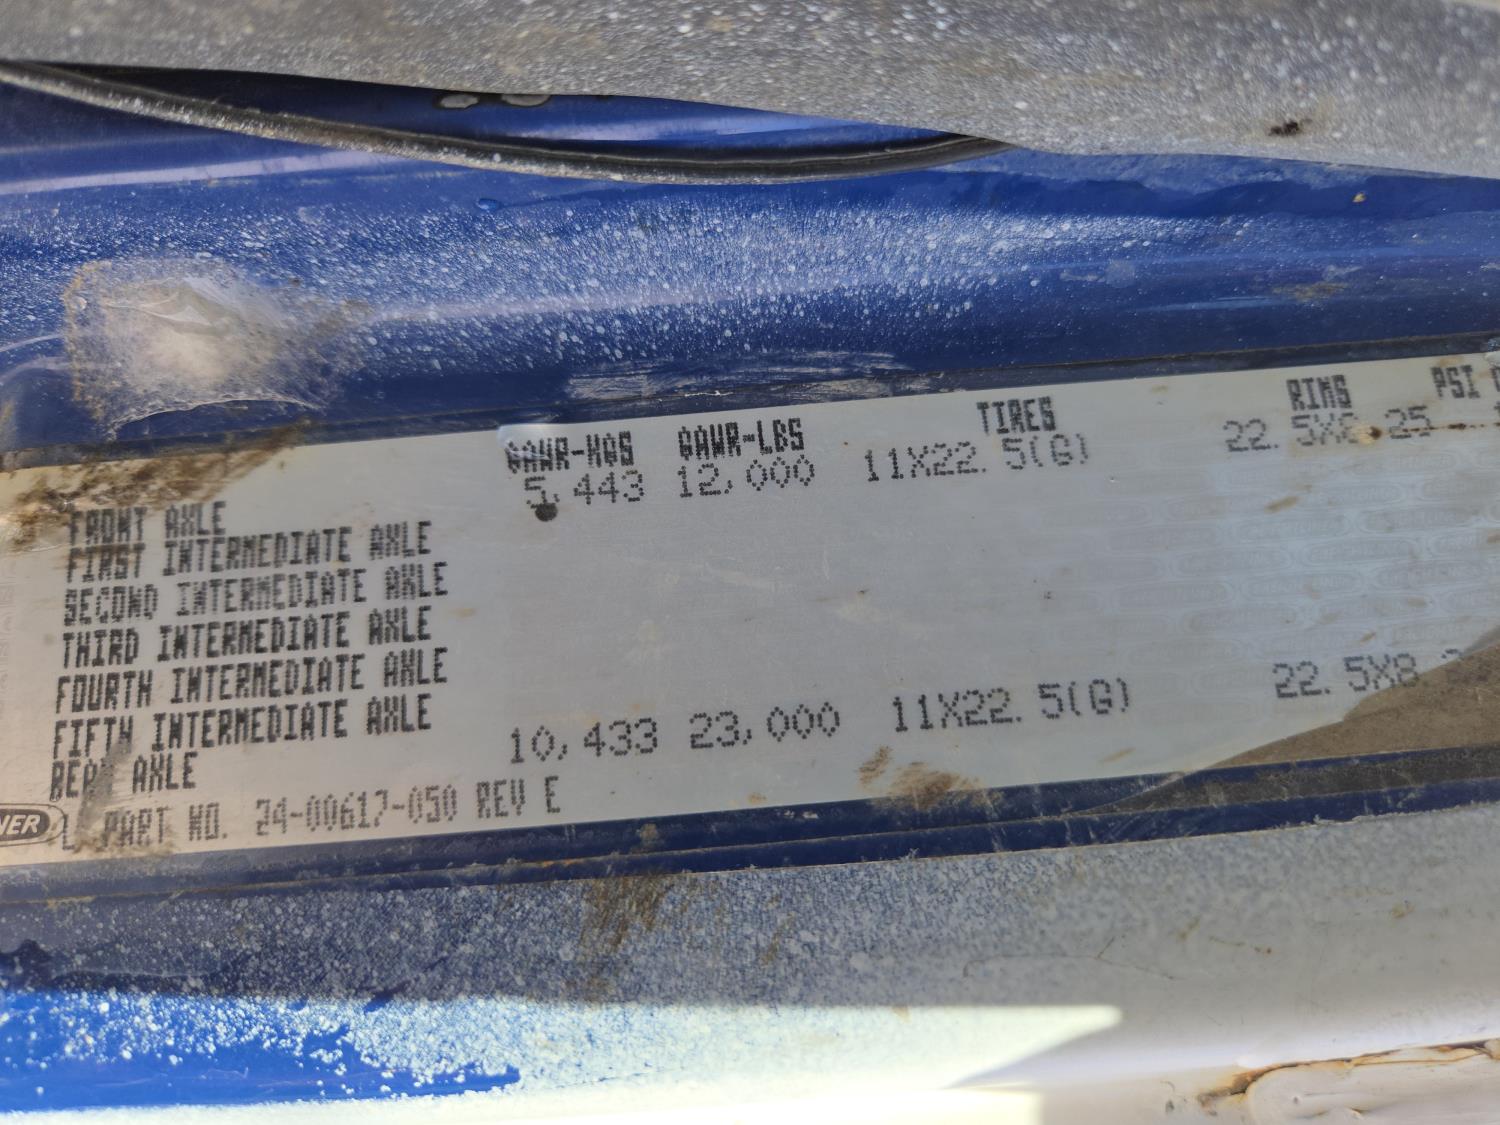 GAWR-KGS GAWR-LBS TIRES RIMS PSI
FRONT AXLE 5,443 12,000 11X22.5(G) 22.5X8.25
FIRST INTERMEDIATE AXLE
SECOND INTERMEDIATE AXLE
THIRD INTERMEDIATE AXLE
FOURTH INTERMEDIATE AXLE
FIFTH INTERMEDIATE AXLE
REAR AXLE 10,433 23,000 11X22.5(G) 22.5X8.
NER PART NO. 24-00617-050 REV E